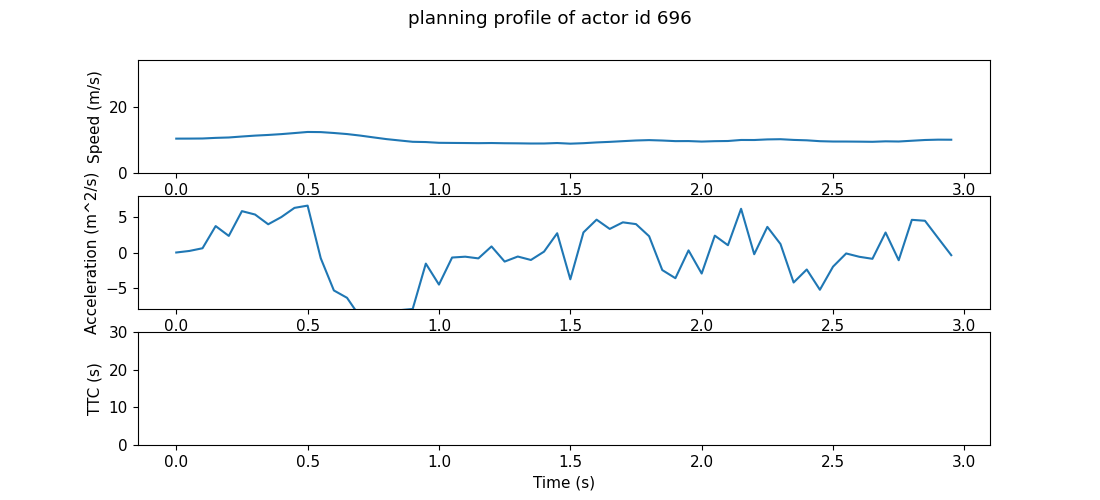 planning profile of actor id 696
Speed (m/s)
20
0
0.0 0.5 1.0 1.5 2.0 2.5 3.0
Acceleration (m^2/s)
5
0
−5
0.0 0.5 1.0 1.5 2.0 2.5 3.0
TTC (s)
30
20
10
0
0.0 0.5 1.0 1.5 2.0 2.5 3.0
Time (s)